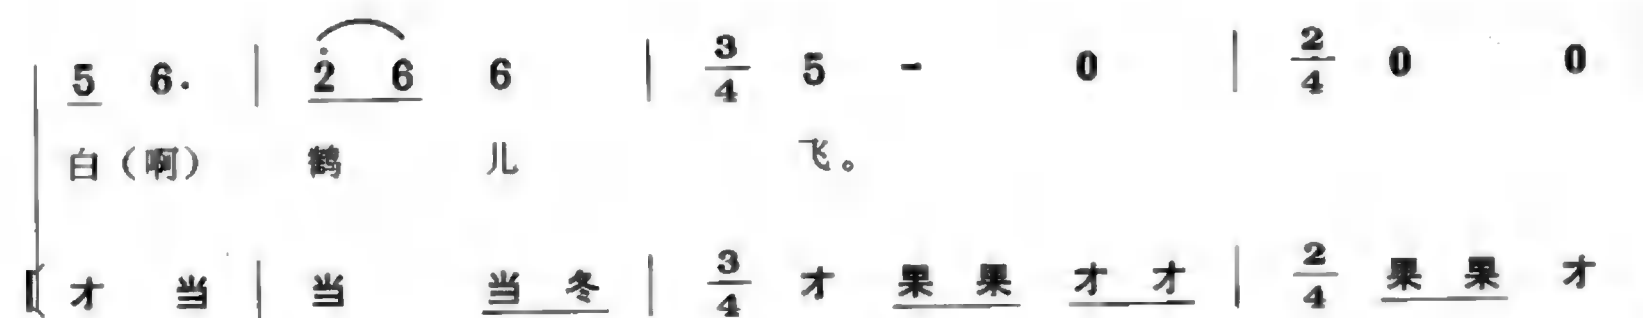 5 6. | 2̇ 6 6 | 3/4 5 - 0 | 2/4 0 0
白(啊) 鹤 儿 飞。
才 当 | 当 当 冬 | 3/4 才 果 果 才 才 | 2/4 果 果 才